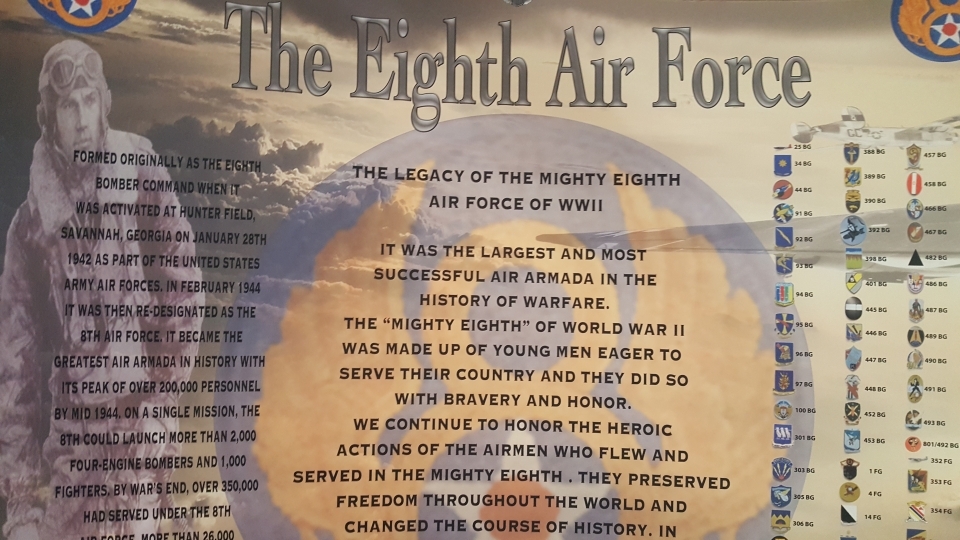 The Eighth Air Force
FORMED ORIGINALLY AS THE EIGHTH
BOMBER COMMAND WHEN IT
WAS ACTIVATED AT HUNTER FIELD,
SAVANNAH, GEORGIA ON JANUARY 28TH
1942 AS PART OF THE UNITED STATES
ARMY AIR FORCES. IN FEBRUARY 1944
IT WAS THEN RE-DESIGNATED AS THE
8TH AIR FORCE. IT BECAME THE
GREATEST AIR ARMADA IN HISTORY WITH
ITS PEAK OF OVER 200,000 PERSONNEL
BY MID 1944. ON A SINGLE MISSION, THE
8TH COULD LAUNCH MORE THAN 2,000
FOUR-ENGINE BOMBERS AND 1,000
FIGHTERS. BY WAR'S END, OVER 350,000
HAD SERVED UNDER THE 8TH
AIR FORCE. MORE THAN 26,000
THE LEGACY OF THE MIGHTY EIGHTH
AIR FORCE OF WWII
IT WAS THE LARGEST AND MOST
SUCCESSFUL AIR ARMADA IN THE
HISTORY OF WARFARE.
THE “MIGHTY EIGHTH” OF WORLD WAR II
WAS MADE UP OF YOUNG MEN EAGER TO
SERVE THEIR COUNTRY AND THEY DID SO
WITH BRAVERY AND HONOR.
WE CONTINUE TO HONOR THE HEROIC
ACTIONS OF THE AIRMEN WHO FLEW AND
SERVED IN THE MIGHTY EIGHTH . THEY PRESERVED
FREEDOM THROUGHOUT THE WORLD AND
CHANGED THE COURSE OF HISTORY. IN
25 BG
34 BG
44 BG
91 BG
92 BG
93 BG
94 BG
95 BG
96 BG
97 BG
100 BG
301 BG
303 BG
305 BG
306 BG
388 BG
389 BG
390 BG
392 BG
398 BG
401 BG
445 BG
446 BG
447 BG
448 BG
452 BG
453 BG
1 FG
4 FG
14 FG
457 BG
458 BG
466 BG
467 BG
482 BG
486 BG
487 BG
489 BG
490 BG
491 BG
493 BG
801/492 BG
352 FG
353 FG
354 FG